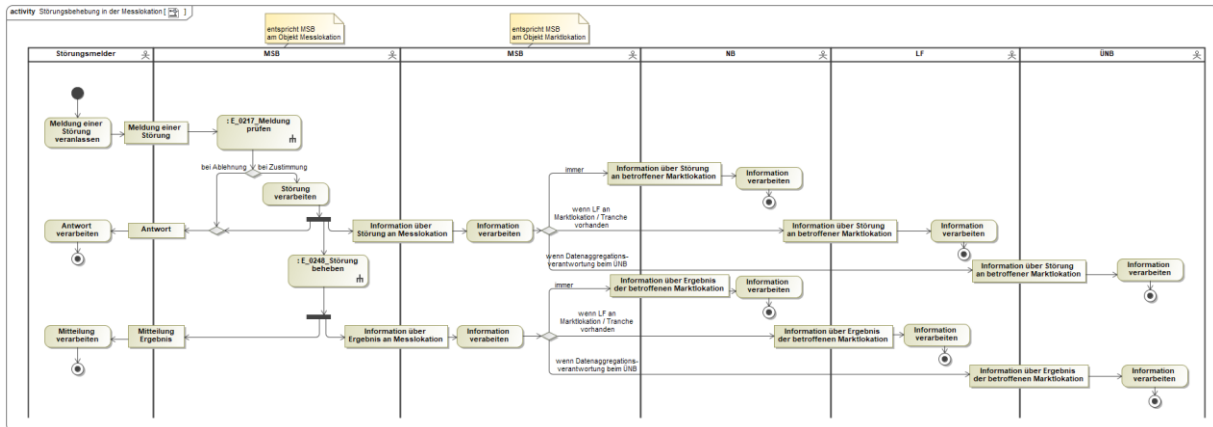 activity Störungsbehebung in der Messlokation [ ]
entspricht MSB
am Objekt Messlokation
entspricht MSB
am Objekt Marktlokation
Störungsmelder
MSB
MSB
NB
LF
ÜNB
Meldung einer
Störung
veranlassen
Meldung einer
Störung
: E_0217_Meldung
prüfen
bei Ablehnung
bei Zustimmung
Störung
verarbeiten
immer
Information über Störung
an betroffener Marktlokation
Information
verarbeiten
wenn LF an
Marktlokation / Tranche
vorhanden
Antwort
verarbeiten
Antwort
Information über
Störung an Messlokation
Information
verarbeiten
Information über Störung
an betroffener Marktlokation
Information
verarbeiten
wenn Datenaggregations-
verantwortung beim ÜNB
Information über Störung
an betroffener Marktlokation
Information
verarbeiten
: E_0248_Störung
beheben
immer
Information über Ergebnis
der betroffenen Marktlokation
Information
verarbeiten
wenn LF an
Marktlokation / Tranche
vorhanden
Mitteilung
verarbeiten
Mitteilung
Ergebnis
Information über
Ergebnis an Messlokation
Information
verabeiten
Information über Ergebnis
der betroffenen Marktlokation
Information
verarbeiten
wenn Datenaggregations-
verantwortung beim ÜNB
Information über Ergebnis
der betroffenen Marktlokation
Information
verarbeiten